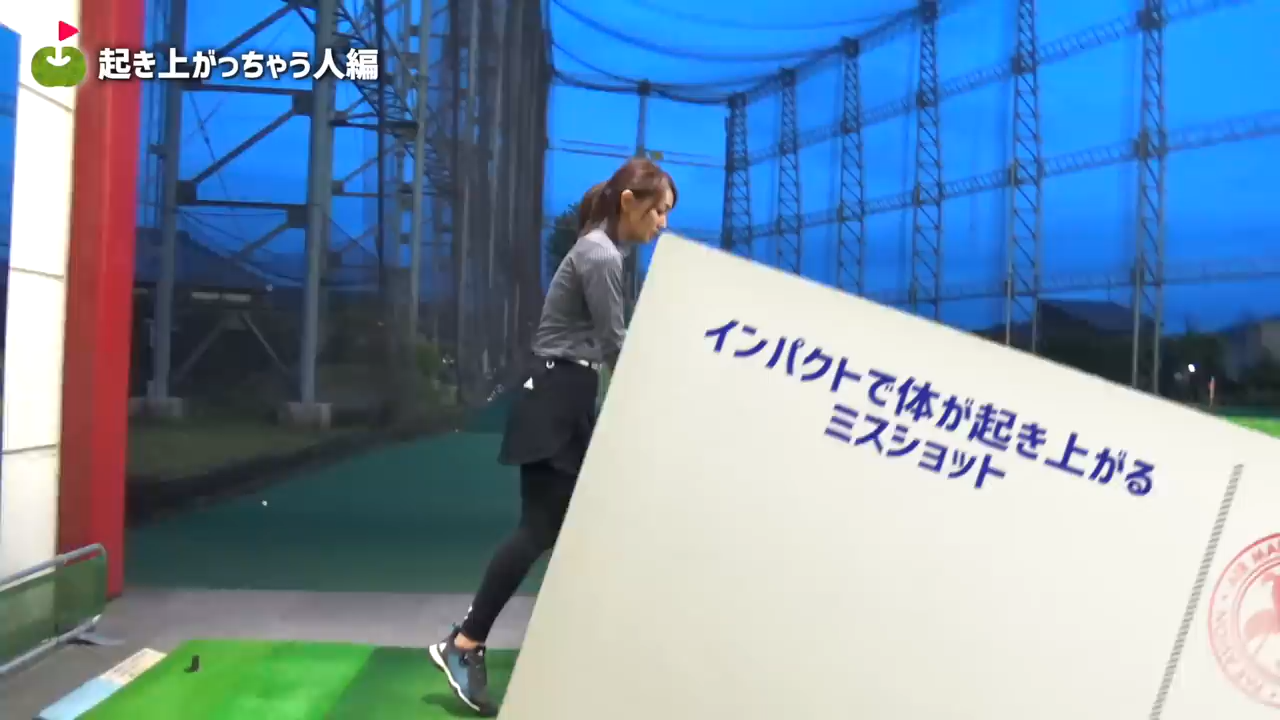 起き上がっちゃう人編
インパクトで体が起き上がる
ミスショット